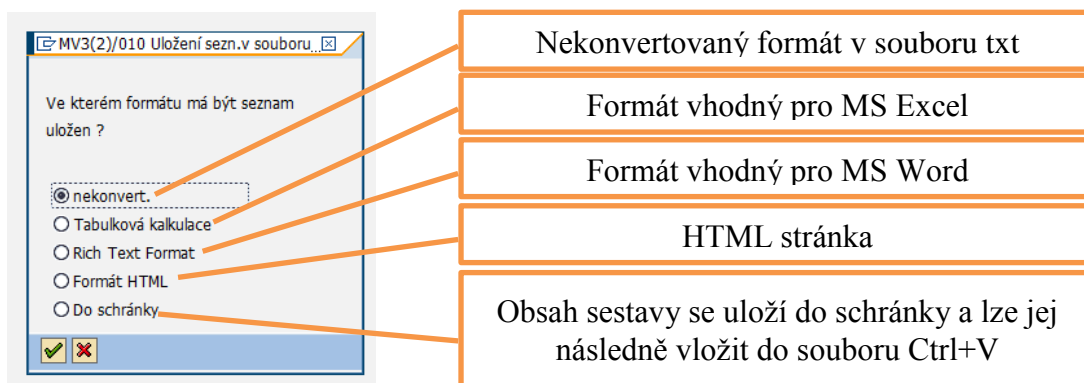 MV3(2)/010 Uložení sezn.v souboru...
Ve kterém formátu má být seznam
uložen ?
nekonvert.
Tabulková kalkulace
Rich Text Format
Formát HTML
Do schránky
Nekonvertovaný formát v souboru txt
Formát vhodný pro MS Excel
Formát vhodný pro MS Word
HTML stránka
Obsah sestavy se uloží do schránky a lze jej
následně vložit do souboru Ctrl+V